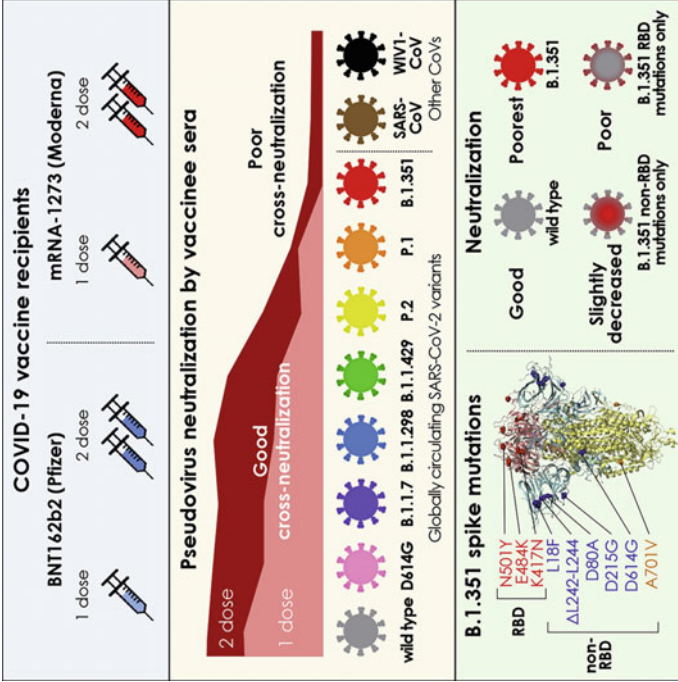 COVID-19 vaccine recipients
BNT162b2 (Pfizer)
mRNA-1273 (Moderna)
1 dose
2 dose
1 dose
2 dose
Pseudovirus neutralization by vaccinee sera
2 dose
1 dose
Good
cross-neutralization
Poor
cross-neutralization
wild type
D614G
B.1.1.7
B.1.1.298
B.1.1.429
P.2
P.1
B.1.351
SARS-
CoV
WIV1-
CoV
Globally circulating SARS-CoV-2 variants
Other CoVs
B.1.351 spike mutations
RBD
N501Y
E484K
K417N
non-
RBD
L18F
ΔL242-L244
D80A
D215G
D614G
A701V
Neutralization
Good
wild type
Poorest
B.1.351
Slightly
decreased
B.1.351 non-RBD
mutations only
Poor
B.1.351 RBD
mutations only